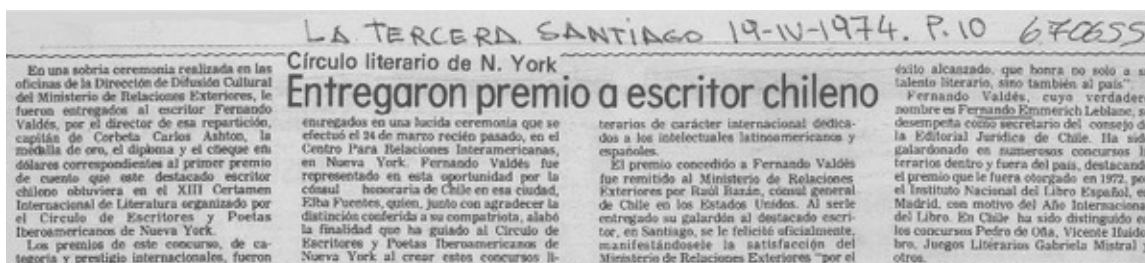 LA TERCERA. SANTIAGO 19-IV-1974. P.10 670655
Círculo literario de N. York
Entregaron premio a escritor chileno
En una sobria ceremonia realizada en las
oficinas de la Dirección de Difusión Cultural
del Ministerio de Relaciones Exteriores, le
fueron entregados al escritor Fernando
Valdés, por el director de esa repartición,
capitán de Corbeta Carlos Ashton, la
medalla de oro, el diploma y el cheque en
dólares correspondientes al primer premio
de cuento que este destacado escritor
chileno obtuviera en el XIII Certamen
Internacional de Literatura organizado por
el Círculo de Escritores y Poetas
Iberoamericanos de Nueva York.
Los premios de este concurso, de ca-
tegoría y prestigio internacionales, fueron
entregados en una lucida ceremonia que se
efectuó el 24 de marzo recién pasado, en el
Centro Para Relaciones Interamericanas,
en Nueva York. Fernando Valdés fue
representado en esta oportunidad por la
cónsul honoraria de Chile en esa ciudad,
Elba Fuentes, quien, junto con agradecer la
distinción conferida a su compatriota, alabó
la finalidad que ha guiado al Círculo de
Escritores y Poetas Iberoamericanos de
Nueva York al crear estos concursos li-
terarios de carácter internacional dedica-
dos a los intelectuales latinoamericanos y
españoles.
El premio concedido a Fernando Valdés
fue remitido al Ministerio de Relaciones
Exteriores por Raúl Bazán, cónsul general
de Chile en los Estados Unidos. Al serle
entregado su galardón al destacado escri-
tor, en Santiago, se le felicitó oficialmente,
manifestándosele la satisfacción del
Ministerio de Relaciones Exteriores "por el
éxito alcanzado, que honra no solo a s
talento literario, sino también al país".
Fernando Valdés, cuyo verdader
nombre es Fernando Emmerich Leblanc, s
desempeña como secretario del consejo d
la Editorial Jurídica de Chile. Ha sid
galardonado en numerosos concursos li
terarios dentro y fuera del país, destacand
el premio que le fuera otorgado en 1972, po
el Instituto Nacional del Libro Español, e
Madrid, con motivo del Año Internaciona
del Libro. En Chile ha sido distinguido e
los concursos Pedro de Oña, Vicente Huido
bro, Juegos Literarios Gabriela Mistral y
otros.